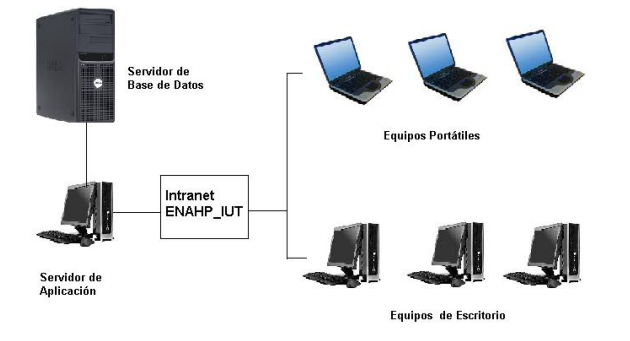 Servidor de
Base de Datos
Equipos Portátiles
Intranet
ENAHP_IUT
Servidor de
Aplicación
Equipos de Escritorio